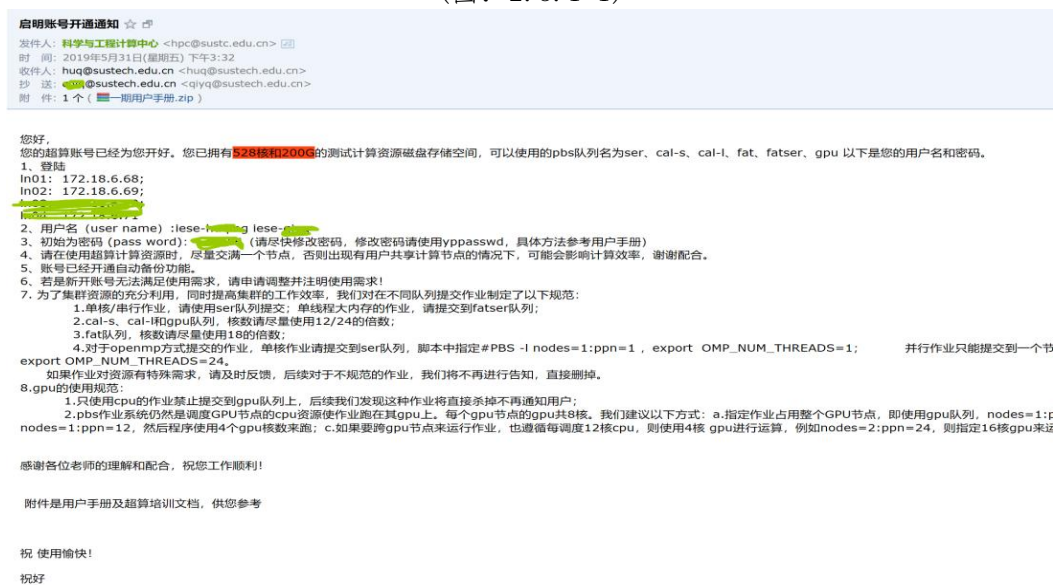 (图: 2.6.1-1)
启明账号开通通知
发件人: 科学与工程计算中心 <hpc@sustc.edu.cn>
时 间: 2019年5月31日(星期五) 下午3:32
收件人: huq@sustech.edu.cn <huq@sustech.edu.cn>
抄 送: @sustech.edu.cn <qiyq@sustech.edu.cn>
附 件: 1 个 ( 一期用户手册.zip )
您好,
您的超算账号已经为您开好。您已拥有528核和200G的测试计算资源磁盘存储空间, 可以使用的pbs队列名为ser、cal-s、cal-l、fat、fatser、gpu 以下是您的用户名和密码。
1、登陆
ln01: 172.18.6.68;
ln02: 172.18.6.69;
2、用户名 (user name) :iese- iese-
3、初始为密码 (pass word): (请尽快修改密码, 修改密码请使用yppasswd, 具体方法参考用户手册)
4、请在使用超算计算资源时, 尽量交满一个节点, 否则出现有用户共享计算节点的情况下, 可能会影响计算效率, 谢谢配合。
5、账号已经开通自动备份功能。
6、若是新开账号无法满足使用需求, 请申请调整并注明使用需求!
7. 为了集群资源的充分利用, 同时提高集群的工作效率, 我们对在不同队列提交作业制定了以下规范:
1.单核/串行作业, 请使用ser队列提交; 单线程大内存的作业, 请提交到fatser队列;
2.cal-s、cal-l和gpu队列, 核数请尽量使用12/24的倍数;
3.fat队列, 核数请尽量使用18的倍数;
4.对于openmp方式提交的作业, 单核作业请提交到ser队列, 脚本中指定#PBS -l nodes=1:ppn=1 , export OMP_NUM_THREADS=1; 并行作业只能提交到一个节
export OMP_NUM_THREADS=24。
如果作业对资源有特殊需求, 请及时反馈, 后续对于不规范的作业, 我们将不再进行告知, 直接删掉。
8.gpu的使用规范:
1.只使用cpu的作业禁止提交到gpu队列上, 后续我们发现这种作业将直接杀掉不再通知用户;
2.pbs作业系统仍然是调度GPU节点的cpu资源使作业跑在其gpu上。每个gpu节点的gpu共8核。我们建议以下方式: a.指定作业占用整个GPU节点, 即使用gpu队列, nodes=1:p
nodes=1:ppn=12, 然后程序使用4个gpu核数来跑; c.如果要跨gpu节点来运行作业, 也遵循每调度12核cpu, 则使用4核 gpu进行运算, 例如nodes=2:ppn=24, 则指定16核gpu来运
感谢各位老师的理解和配合, 祝您工作顺利!
附件是用户手册及超算培训文档, 供您参考
祝 使用愉快!
祝好